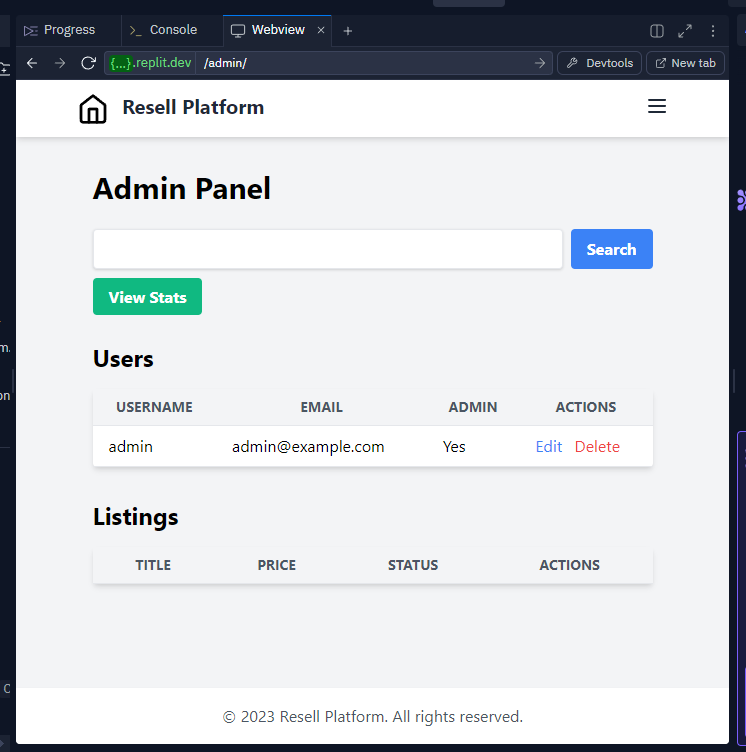 Progress
Console
Webview
{...}.replit.dev /admin/
Devtools
New tab
Resell Platform
Admin Panel
Search
View Stats
Users
USERNAME EMAIL ADMIN ACTIONS
admin admin@example.com Yes Edit Delete
Listings
TITLE PRICE STATUS ACTIONS
© 2023 Resell Platform. All rights reserved.